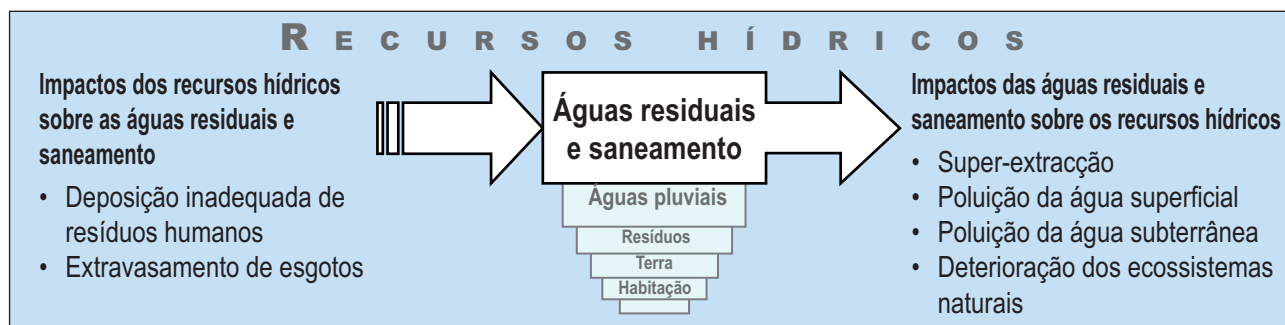 RECURSOS HÍDRICOS
Impactos dos recursos hídricos
sobre as águas residuais e
saneamento
• Deposição inadequada de
resíduos humanos
• Extravasamento de esgotos
Águas residuais
e saneamento
Águas pluviais
Resíduos
Terra
Habitação
Impactos das águas residuais e
saneamento sobre os recursos hídricos
• Super-extracção
• Poluição da água superficial
• Poluição da água subterrânea
• Deterioração dos ecossistemas
naturais